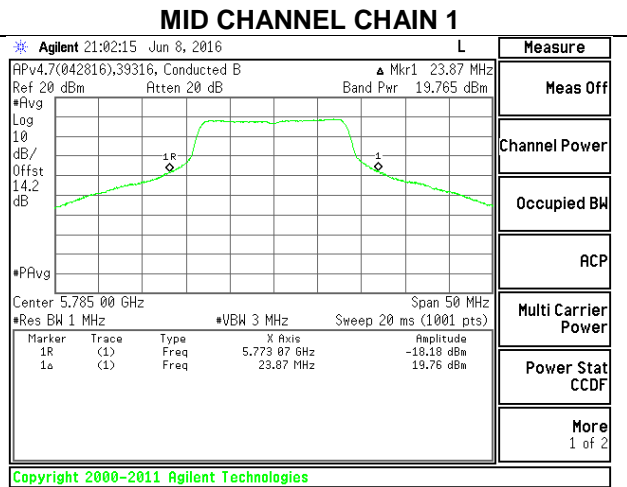 MID CHANNEL CHAIN 1
Agilent 21:02:15 Jun 8, 2016 L Measure
APv4.7(042816),39316, Conducted B Δ Mkr1 23.87 MHz
Ref 20 dBm Atten 20 dB Band Pwr 19.765 dBm
Meas Off
#Avg
Log
10
dB/
Offst
14.2
dB
1R
1
#PAvg
Center 5.785 00 GHz Span 50 MHz
#Res BW 1 MHz #VBW 3 MHz Sweep 20 ms (1001 pts)
Marker Trace Type X Axis Amplitude
1R (1) Freq 5.773 07 GHz -18.18 dBm
1Δ (1) Freq 23.87 MHz 19.76 dBm
Channel Power
Occupied BW
ACP
Multi Carrier
Power
Power Stat
CCDF
More
1 of 2
Copyright 2000-2011 Agilent Technologies